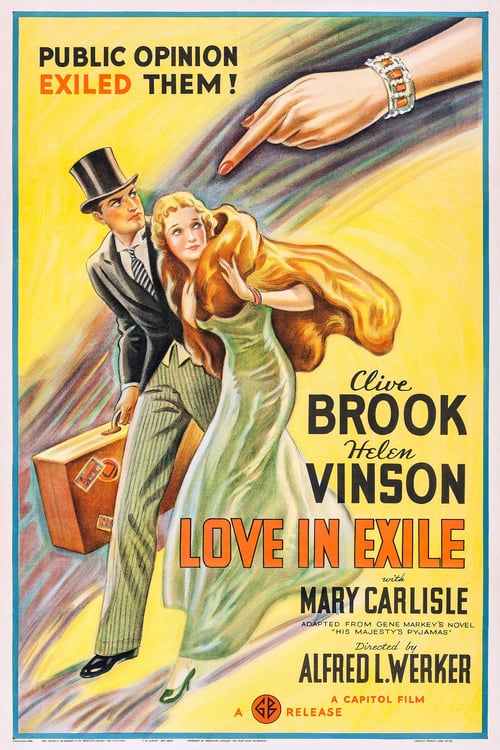 PUBLIC OPINION
EXILED THEM!
Clive
BROOK
Helen
VINSON
LOVE IN EXILE
with
MARY CARLISLE
ADAPTED FROM GENE MARKEY'S NOVEL
"HIS MAJESTY'S PYJAMAS"
Directed by
ALFRED L. WERKER
A CAPITOL FILM
A GB RELEASE